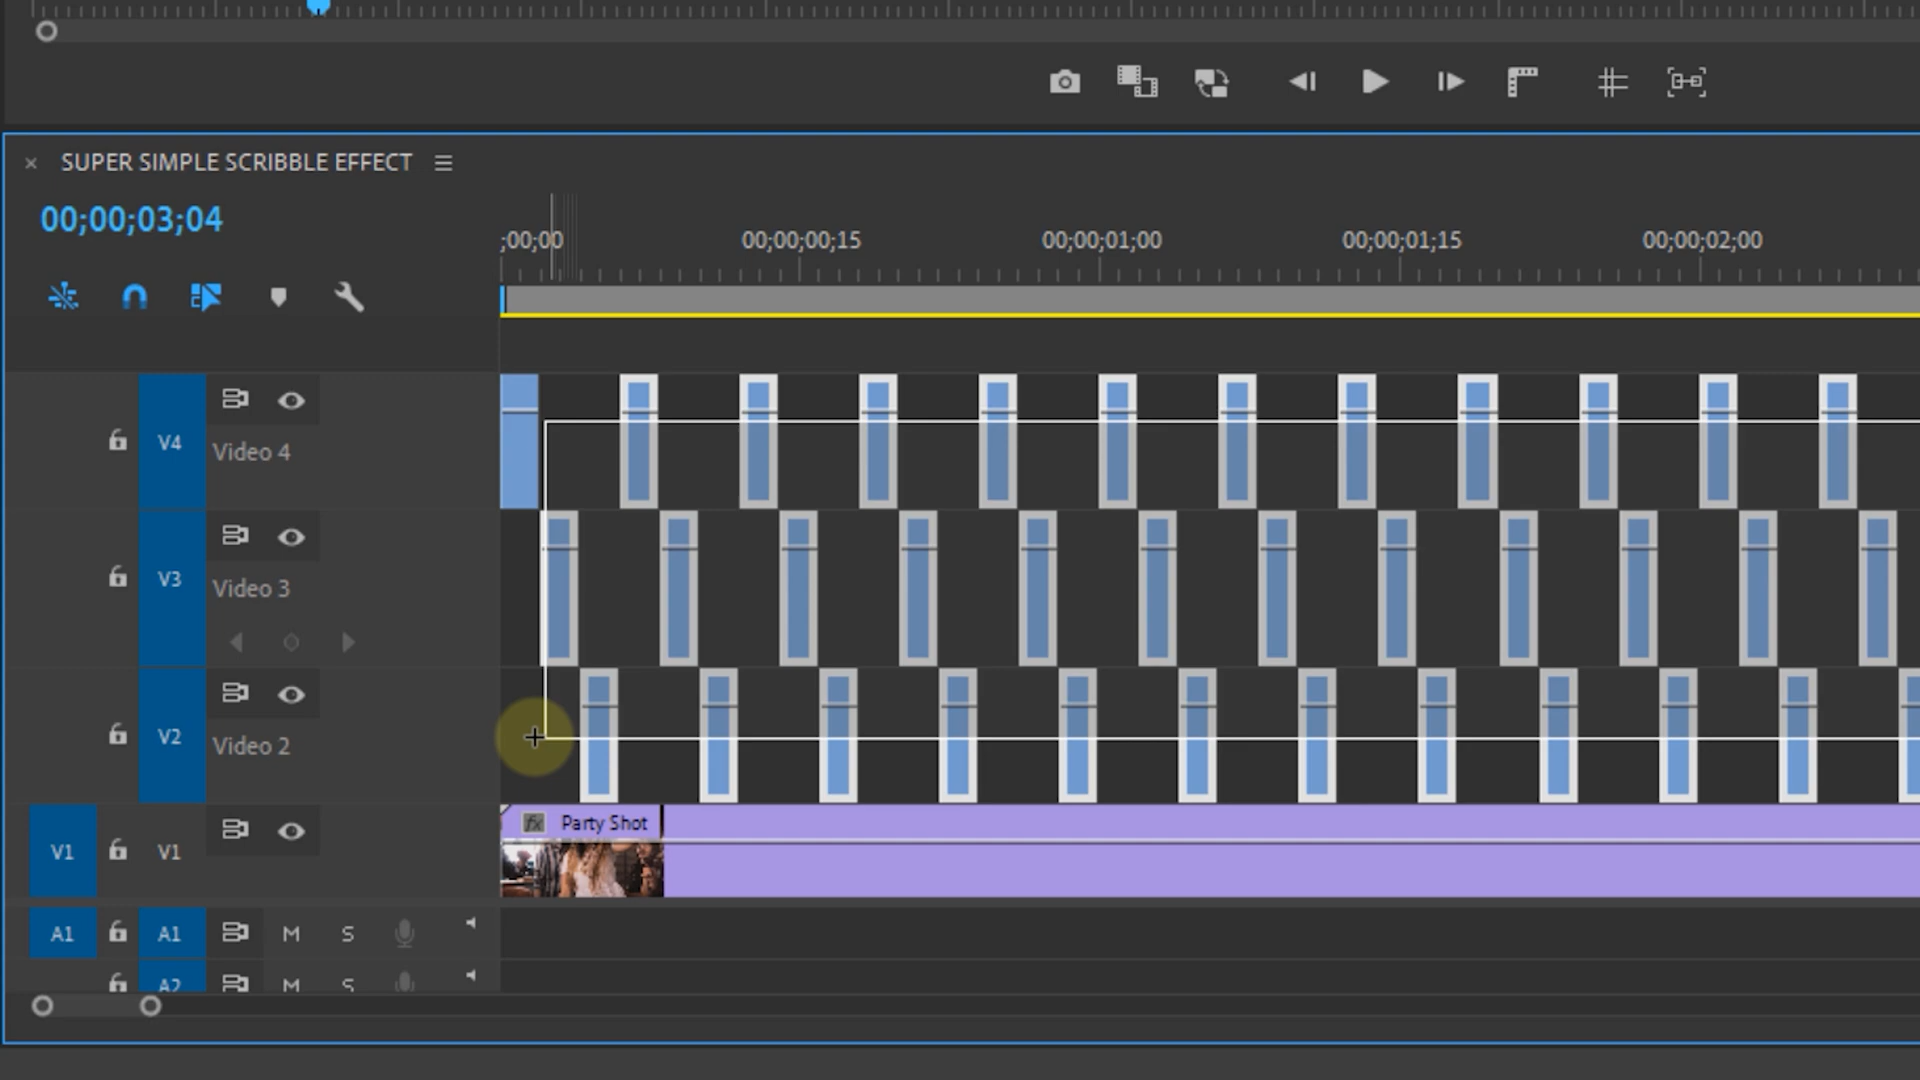 SUPER SIMPLE SCRIBBLE EFFECT
00;00;03;04
;00;00 00;00;00;15 00;00;01;00 00;00;01;15 00;00;02;00
V4 Video 4
V3 Video 3
V2 Video 2
fx Party Shot
V1 V1
A1 A1 M S
A2 M S